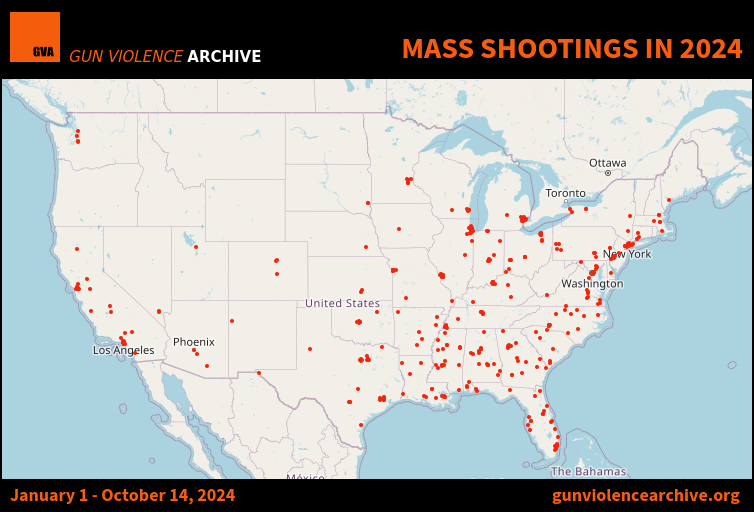 GVA
GUN VIOLENCE ARCHIVE
MASS SHOOTINGS IN 2024
Ottawa
Toronto
New York
Washington
United States
Phoenix
Los Angeles
The Bahamas
México
January 1 - October 14, 2024
gunviolencearchive.org